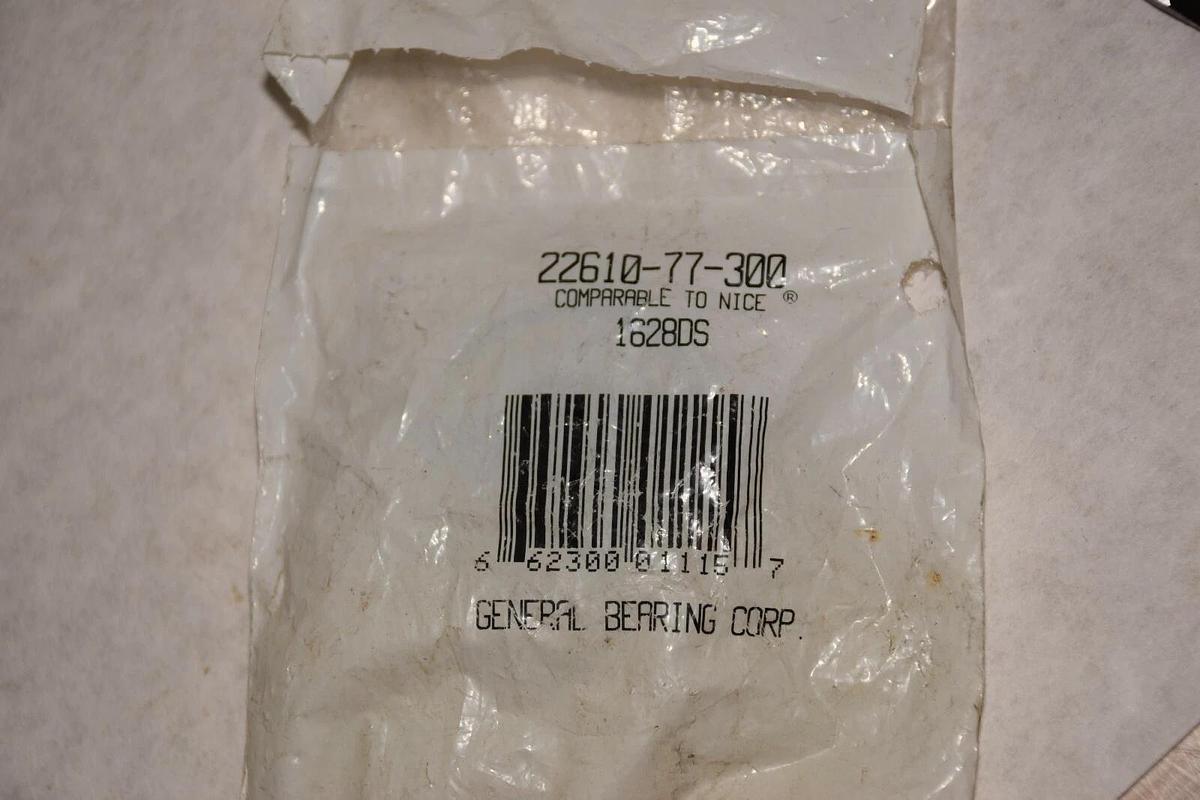 22610-77-300
COMPARABLE TO NICE ®
1628DS
6 62300 01115 7
GENERAL BEARING CORP.